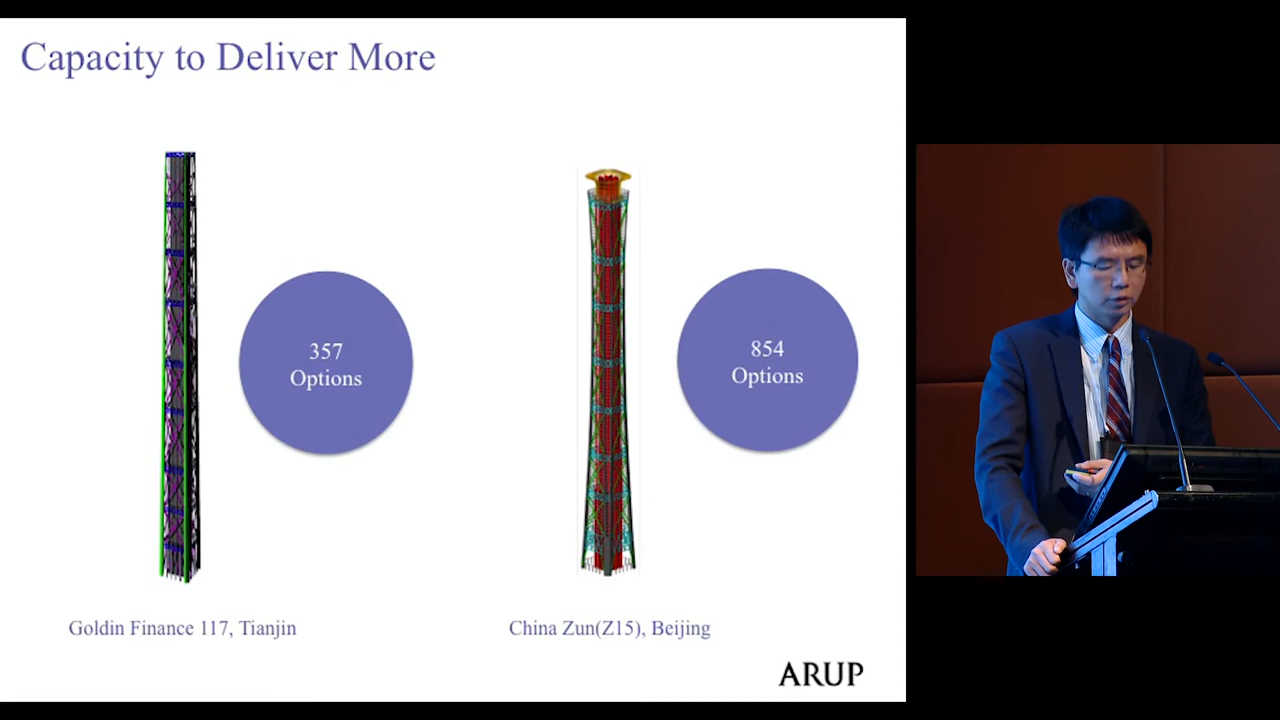 Capacity to Deliver More
357
Options
854
Options
Goldin Finance 117, Tianjin
China Zun(Z15), Beijing
ARUP